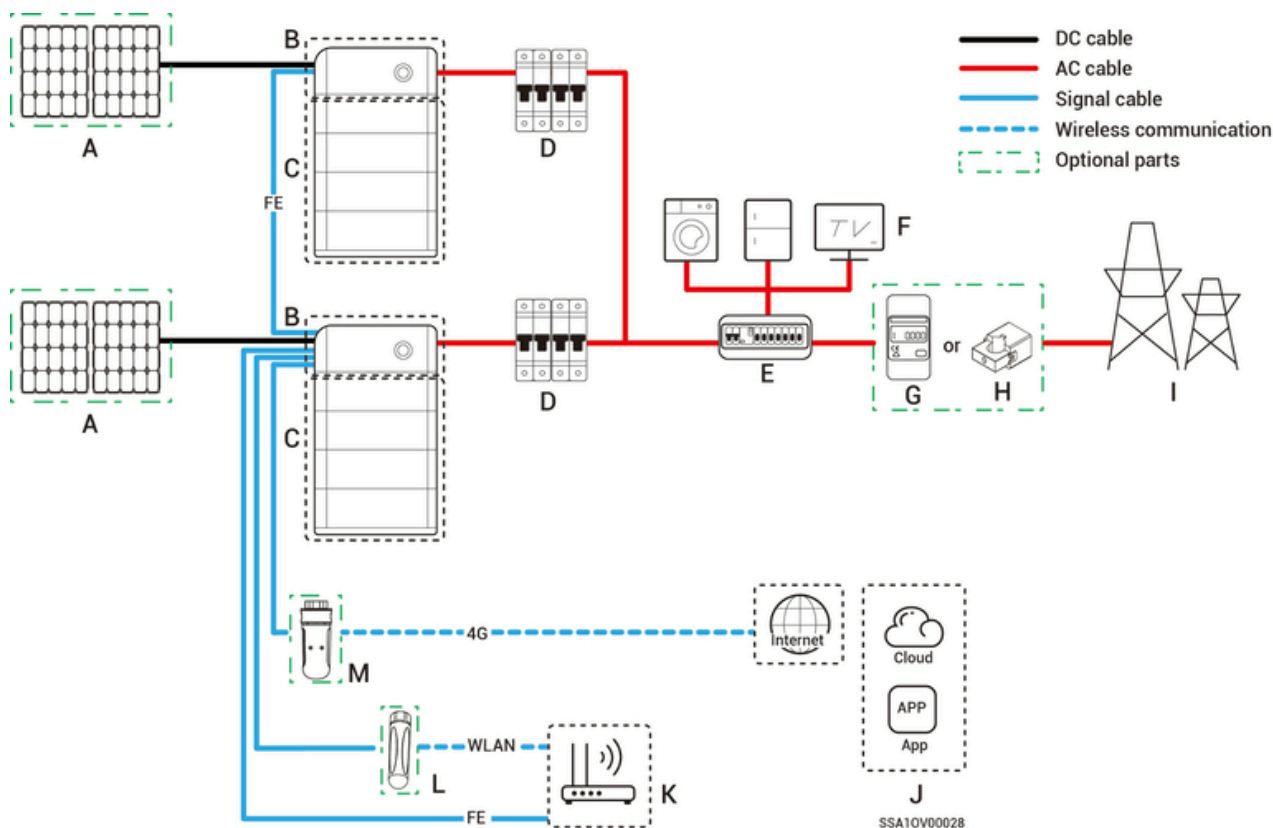 DC cable
AC cable
Signal cable
Wireless communication
Optional parts
A
B
C
D
FE
TV
F
A
B
C
D
E
or
G
H
I
M
4G
Internet
Cloud
APP
App
L
WLAN
K
FE
J
SSA1OV00028